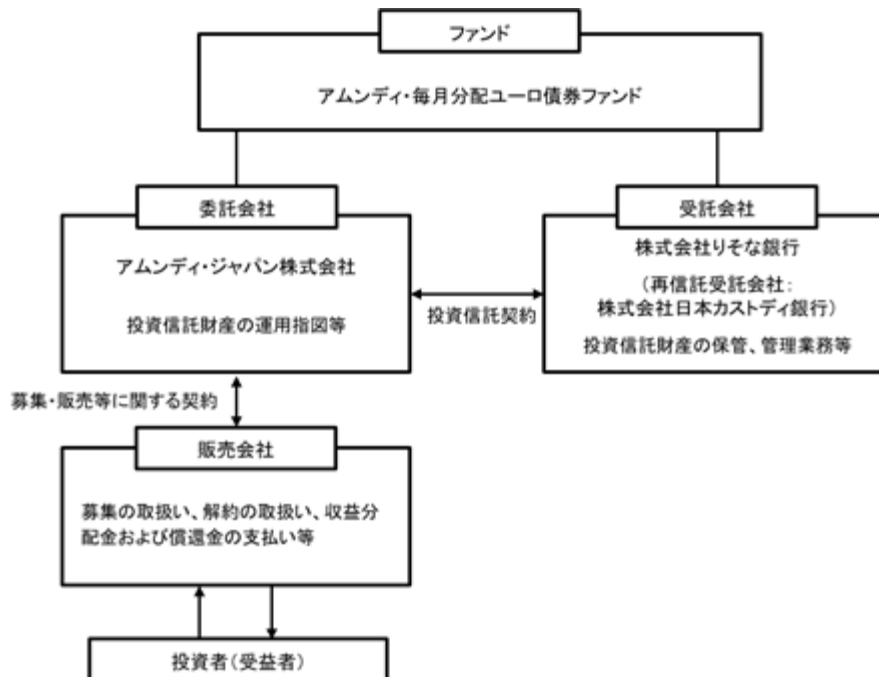 ファンド
アムンディ・毎月分配ユーロ債券ファンド
委託会社
アムンディ・ジャパン株式会社
投資信託財産の運用指図等
投資信託契約
受託会社
株式会社りそな銀行
(再信託受託会社:
株式会社日本カストディ銀行)
投資信託財産の保管、管理業務等
募集・販売等に関する契約
販売会社
募集の取扱い、解約の取扱い、収益分
配金および償還金の支払い等
投資者(受益者)